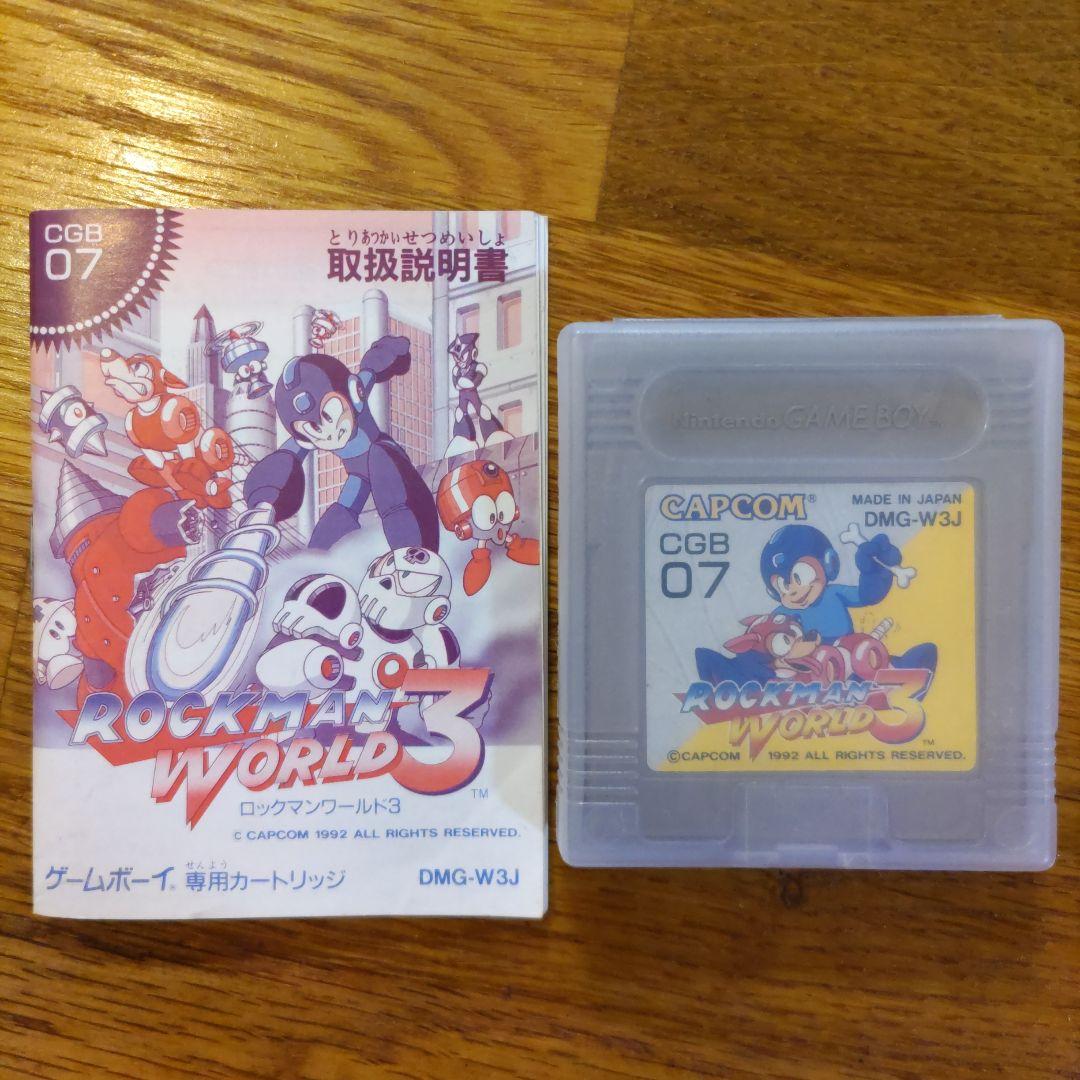 CGB
07
とりあつかいせつめいしょ
取扱説明書
ROCKMAN
WORLD 3
TM
ロックマンワールド3
© CAPCOM 1992 ALL RIGHTS RESERVED.
せんよう
ゲームボーイ® 専用カートリッジ
DMG-W3J
Nintendo GAME BOY™
CAPCOM®
MADE IN JAPAN
DMG-W3J
CGB
07
ROCKMAN
WORLD 3
TM
©CAPCOM 1992 ALL RIGHTS RESERVED.